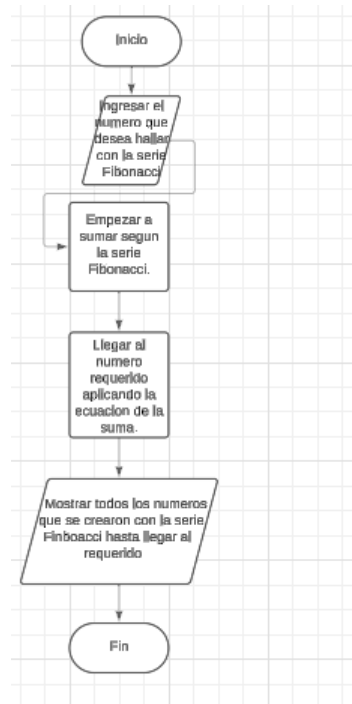 Inicio
Ingresar el
numero que
desea hallar
con la serie
Fibonacci
Empezar a
sumar segun
la serie
Fibonacci.
Llegar al
numero
requerido
aplicando la
ecuacion de la
suma.
Mostrar todos los numeros
que se crearon con la serie
Finboacci hasta llegar al
requerido
Fin